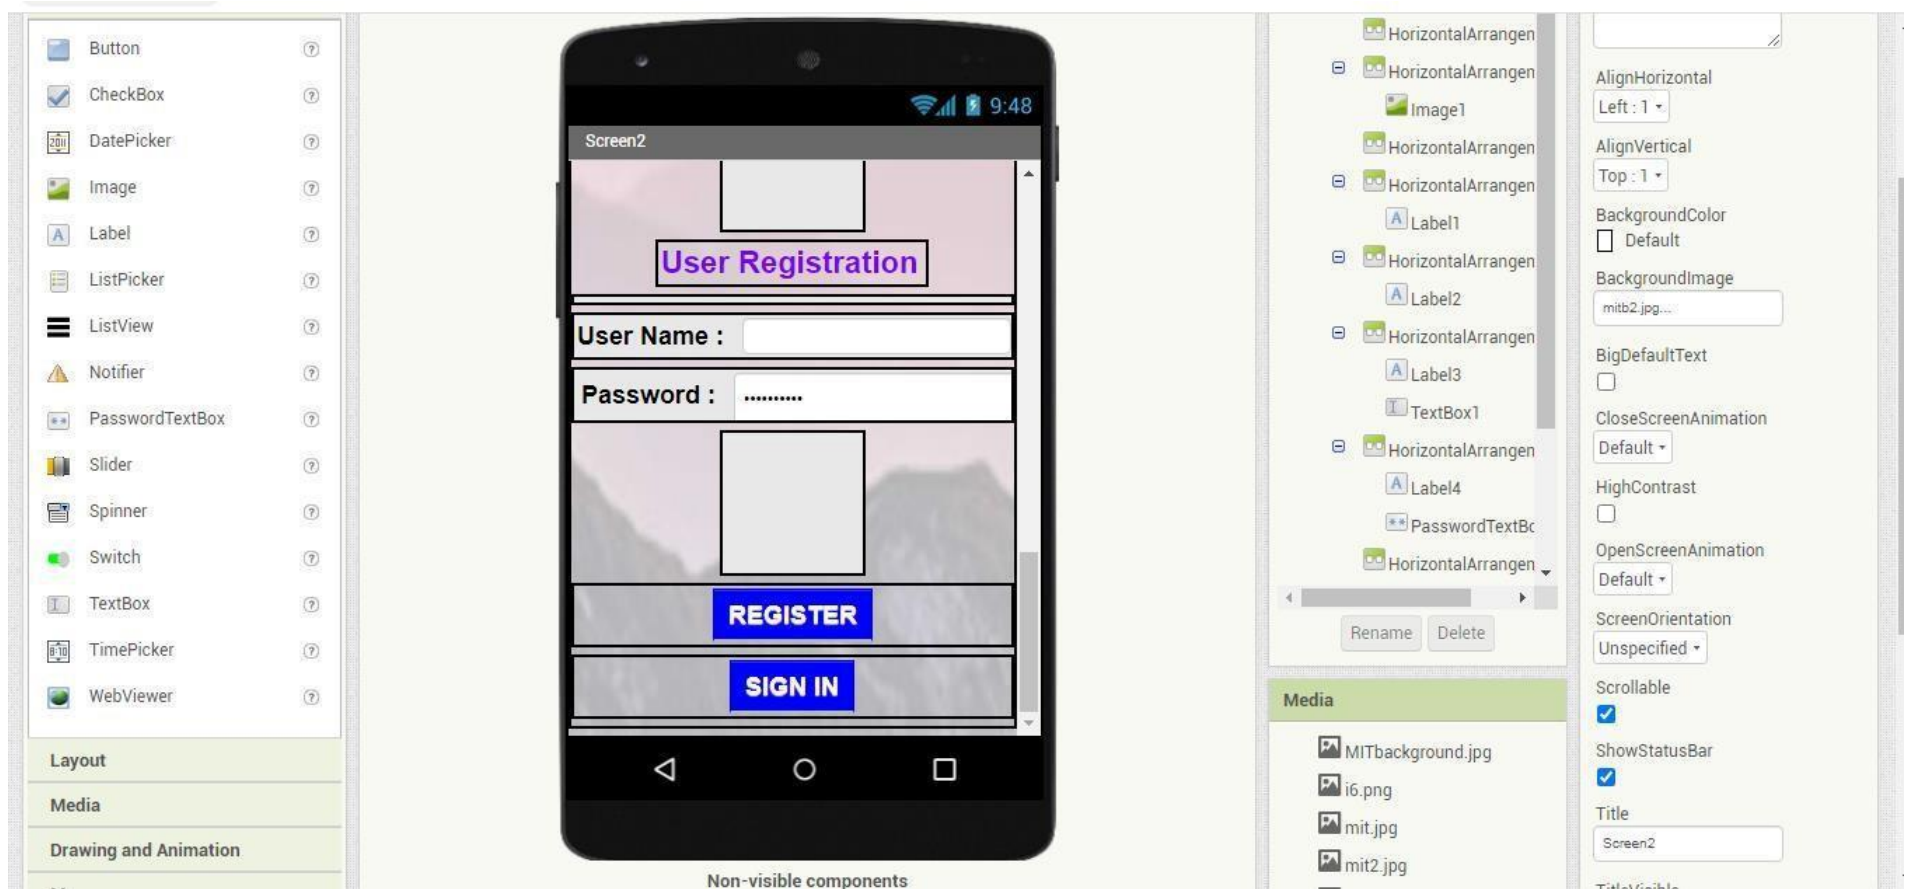 Button
CheckBox
DatePicker
Image
Label
ListPicker
ListView
Notifier
PasswordTextBox
Slider
Spinner
Switch
TextBox
TimePicker
WebViewer
Layout
Media
Drawing and Animation
9:48
Screen2
User Registration
User Name :
Password :
REGISTER
SIGN IN
Non-visible components
HorizontalArrangen
HorizontalArrangen
Image1
HorizontalArrangen
HorizontalArrangen
Label1
HorizontalArrangen
Label2
HorizontalArrangen
Label3
TextBox1
HorizontalArrangen
Label4
PasswordTextBo
HorizontalArrangen
Rename Delete
Media
MITbackground.jpg
i6.png
mit.jpg
mit2.jpg
AlignHorizontal
Left : 1
AlignVertical
Top : 1
BackgroundColor
Default
BackgroundImage
mitb2.jpg...
BigDefaultText
CloseScreenAnimation
Default
HighContrast
OpenScreenAnimation
Default
ScreenOrientation
Unspecified
Scrollable
ShowStatusBar
Title
Screen2
TitleVisible